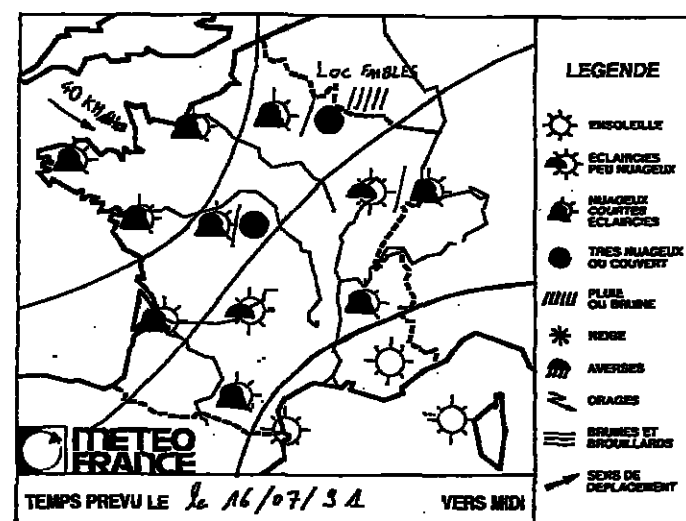 Loc FAIBLES
40 KM/H
METEO
FRANCE
TEMPS PREVU LE le 16/07/91 VERS MIDI
LEGENDE
ENSOLEILLE
ECLAIRCIES
PEU NUAGEUX
NUAGEUX
COURTES
ECLAIRCIES
TRES NUAGEUX
OU COUVERT
PLUIE
OU BRUINE
NEIGE
AVERSES
ORAGES
BRUMES ET
BROUILLARDS
SENS DE
DEPLACEMENT